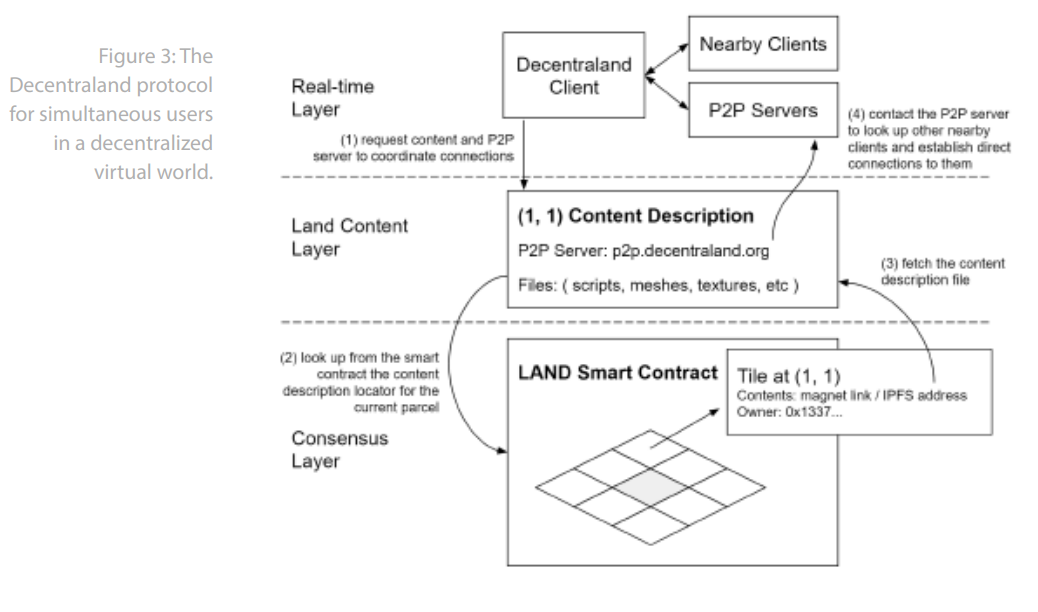 Figure 3: The
Decentraland protocol
for simultaneous users
in a decentralized
virtual world.
Real-time
Layer
Decentraland
Client
Nearby Clients
P2P Servers
(1) request content and P2P
server to coordinate connections
(4) contact the P2P server
to look up other nearby
clients and establish direct
connections to them
Land Content
Layer
(1, 1) Content Description
P2P Server: p2p.decentraland.org
Files: ( scripts, meshes, textures, etc )
(3) fetch the content
description file
(2) look up from the smart
contract the content
description locator for the
current parcel
Consensus
Layer
LAND Smart Contract
Tile at (1, 1)
Contents: magnet link / IPFS address
Owner: 0x1337...